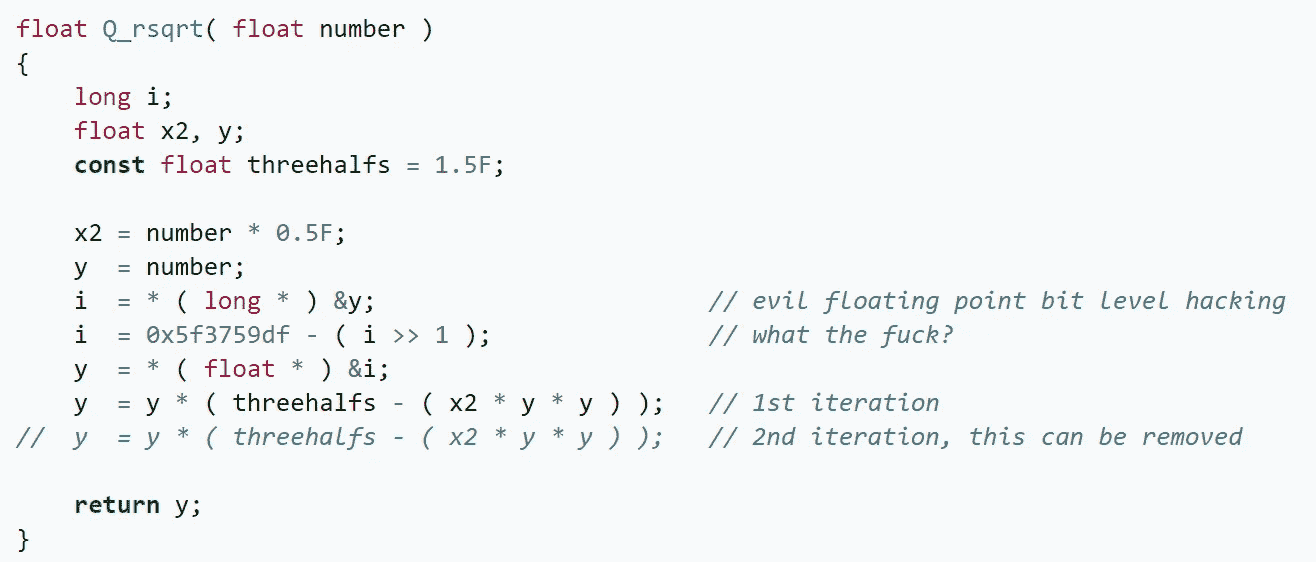 float Q_rsqrt( float number )
{
    long i;
    float x2, y;
    const float threehalfs = 1.5F;

    x2 = number * 0.5F;
    y  = number;
    i  = * ( long * ) &y;                       // evil floating point bit level hacking
    i  = 0x5f3759df - ( i >> 1 );               // what the fuck?
    y  = * ( float * ) &i;
    y  = y * ( threehalfs - ( x2 * y * y ) );   // 1st iteration
//  y  = y * ( threehalfs - ( x2 * y * y ) );   // 2nd iteration, this can be removed

    return y;
}